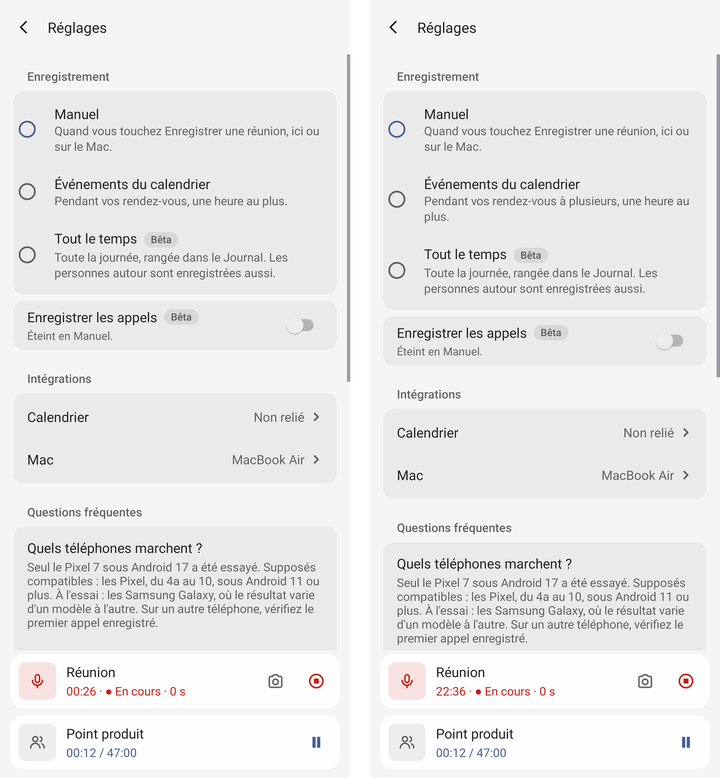 Réglages
Enregistrement
Manuel
Quand vous touchez Enregistrer une réunion, ici ou
sur le Mac.
Événements du calendrier
Pendant vos rendez-vous, une heure au plus.
Tout le temps Bêta
Toute la journée, rangée dans le Journal. Les
personnes autour sont enregistrées aussi.
Enregistrer les appels Bêta
Éteint en Manuel.
Intégrations
Calendrier Non relié
Mac MacBook Air
Questions fréquentes
Quels téléphones marchent ?
Seul le Pixel 7 sous Android 17 a été essayé. Supposés
compatibles : les Pixel, du 4a au 10, sous Android 11 ou
plus. À l'essai : les Samsung Galaxy, où le résultat varie
d'un modèle à l'autre. Sur un autre téléphone, vérifiez le
premier appel enregistré.
Réunion
00:26 · ● En cours · 0 s
Point produit
00:12 / 47:00
Réglages
Enregistrement
Manuel
Quand vous touchez Enregistrer une réunion, ici ou
sur le Mac.
Événements du calendrier
Pendant vos rendez-vous à plusieurs, une heure au
plus.
Tout le temps Bêta
Toute la journée, rangée dans le Journal. Les
personnes autour sont enregistrées aussi.
Enregistrer les appels Bêta
Éteint en Manuel.
Intégrations
Calendrier Non relié
Mac MacBook Air
Questions fréquentes
Quels téléphones marchent ?
Seul le Pixel 7 sous Android 17 a été essayé. Supposés
compatibles : les Pixel, du 4a au 10, sous Android 11 ou
plus. À l'essai : les Samsung Galaxy, où le résultat varie
d'un modèle à l'autre. Sur un autre téléphone, vérifiez le
premier appel enregistré.
Réunion
22:36 · ● En cours · 0 s
Point produit
00:12 / 47:00